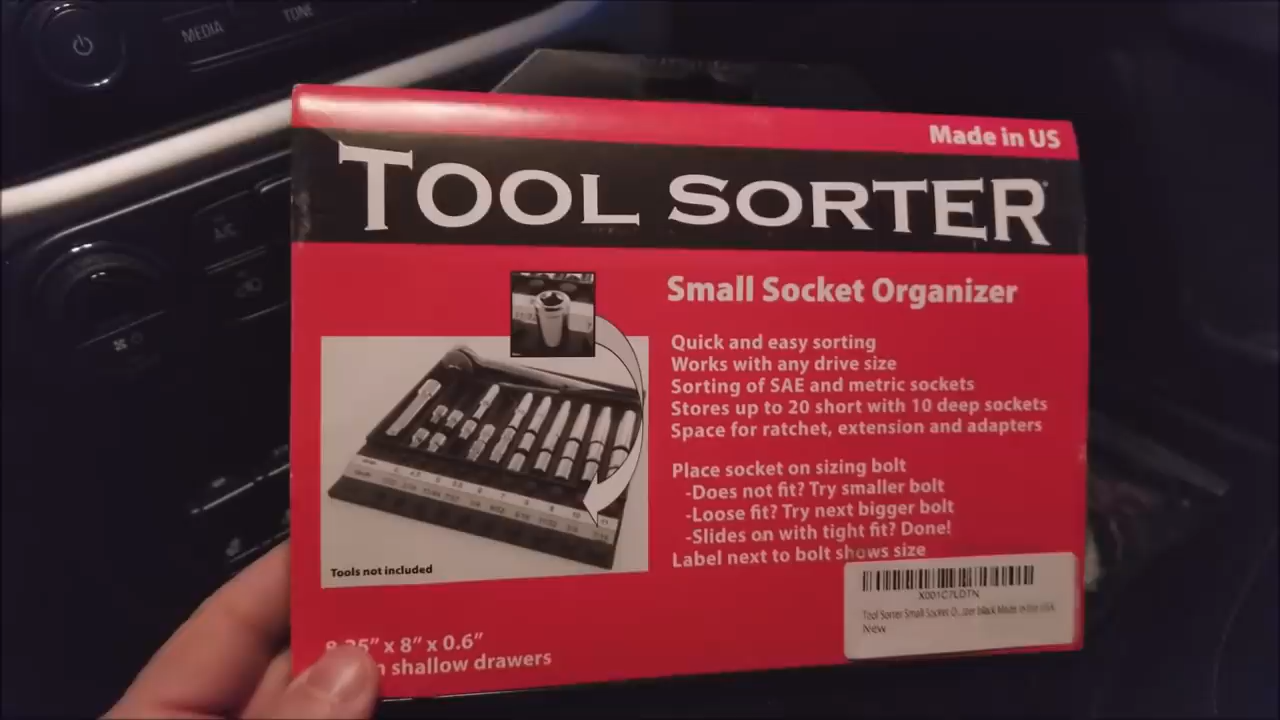 MEDIA
TONE
Made in US
TOOL SORTER
Small Socket Organizer
Quick and easy sorting
Works with any drive size
Sorting of SAE and metric sockets
Stores up to 20 short with 10 deep sockets
Space for ratchet, extension and adapters
Place socket on sizing bolt
-Does not fit? Try smaller bolt
-Loose fit? Try next bigger bolt
-Slides on with tight fit? Done!
Label next to bolt shows size
Tools not included
x 8" x 0.6"
shallow drawers
X001C7LDTN
Tool Sorter Small Socket O...zer black Made in the USA
New
A/C